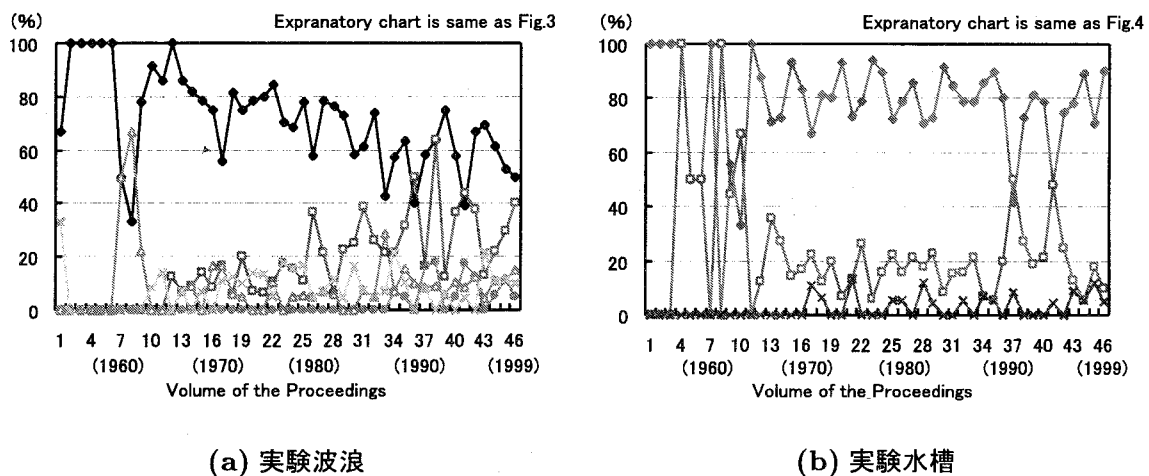 (%)
Expranatory chart is same as Fig.3
100
80
60
40
20
0
1 4 7 10 13 16 19 22 25 28 31 34 37 40 43 46
(1960) (1970) (1980) (1990) (1999)
Volume of the Proceedings
(a) 実験波浪
(%)
Expranatory chart is same as Fig.4
100
80
60
40
20
0
1 4 7 10 13 16 19 22 25 28 31 34 37 40 43 46
(1960) (1970) (1980) (1990) (1999)
Volume of the Proceedings
(b) 実験水槽